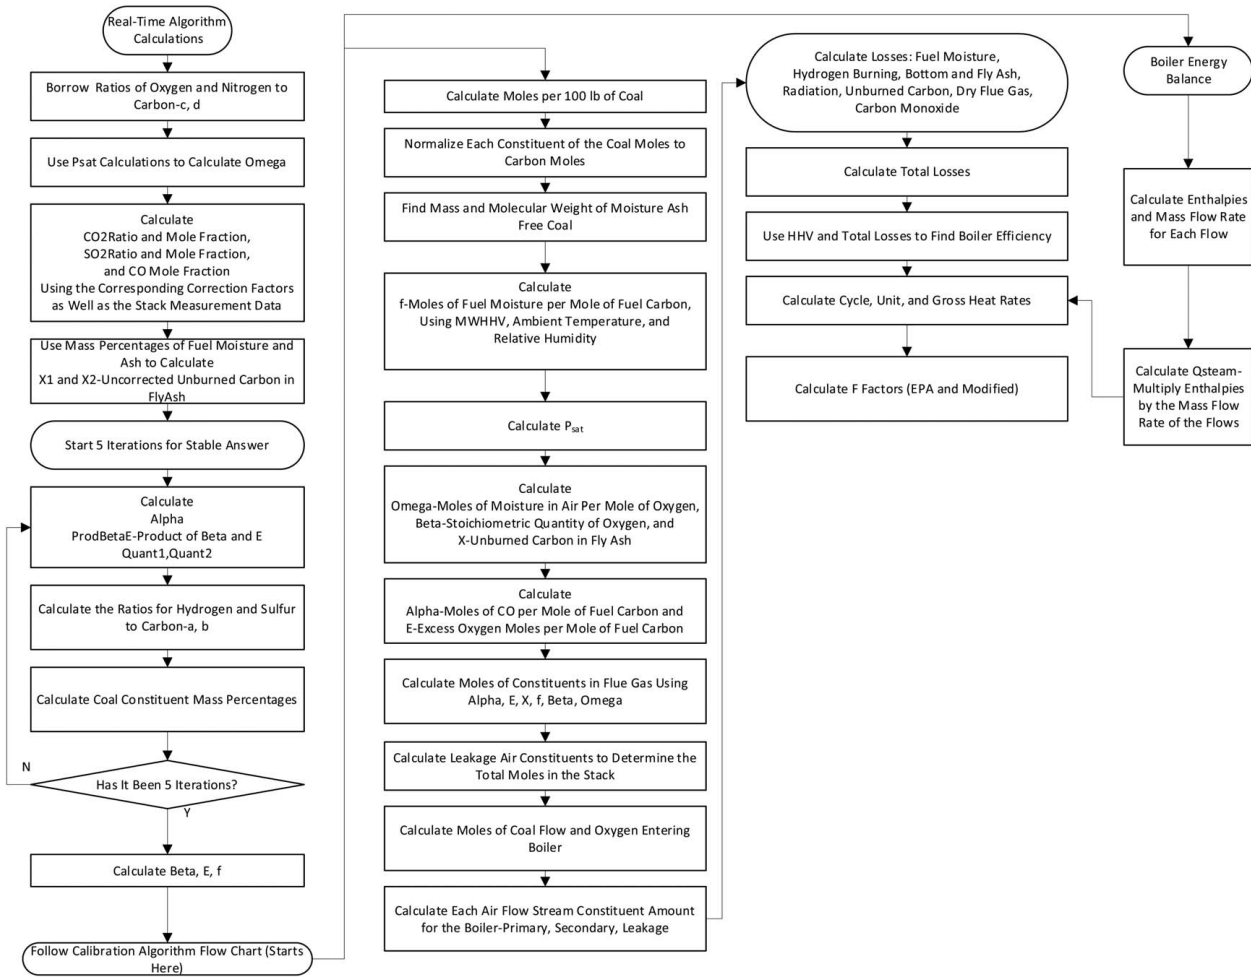 Real-Time Algorithm
Calculations
Borrow Ratios of Oxygen and Nitrogen to
Carbon-c, d
Use Psat Calculations to Calculate Omega
Calculate
CO2Ratio and Mole Fraction,
SO2Ratio and Mole Fraction,
and CO Mole Fraction
Using the Corresponding Correction Factors
as Well as the Stack Measurement Data
Use Mass Percentages of Fuel Moisture and
Ash to Calculate
X1 and X2-Uncorrected Unburned Carbon in
FlyAsh
Start 5 Iterations for Stable Answer
Calculate
Alpha
ProdBetaE-Product of Beta and E
Quant1,Quant2
Calculate the Ratios for Hydrogen and Sulfur
to Carbon-a, b
Calculate Coal Constituent Mass Percentages
N
Has It Been 5 Iterations?
Y
Calculate Beta, E, f
Follow Calibration Algorithm Flow Chart (Starts
Here)
Calculate Moles per 100 lb of Coal
Normalize Each Constituent of the Coal Moles to
Carbon Moles
Find Mass and Molecular Weight of Moisture Ash
Free Coal
Calculate
f-Moles of Fuel Moisture per Mole of Fuel Carbon,
Using MWHHV, Ambient Temperature, and
Relative Humidity
Calculate Psat
Calculate
Omega-Moles of Moisture in Air Per Mole of Oxygen,
Beta-Stoichiometric Quantity of Oxygen, and
X-Unburned Carbon in Fly Ash
Calculate
Alpha-Moles of CO per Mole of Fuel Carbon and
E-Excess Oxygen Moles per Mole of Fuel Carbon
Calculate Moles of Constituents in Flue Gas Using
Alpha, E, X, f, Beta, Omega
Calculate Leakage Air Constituents to Determine the
Total Moles in the Stack
Calculate Moles of Coal Flow and Oxygen Entering
Boiler
Calculate Each Air Flow Stream Constituent Amount
for the Boiler-Primary, Secondary, Leakage
Calculate Losses: Fuel Moisture,
Hydrogen Burning, Bottom and Fly Ash,
Radiation, Unburned Carbon, Dry Flue Gas,
Carbon Monoxide
Calculate Total Losses
Use HHV and Total Losses to Find Boiler Efficiency
Calculate Cycle, Unit, and Gross Heat Rates
Calculate F Factors (EPA and Modified)
Boiler Energy
Balance
Calculate Enthalpies
and Mass Flow Rate
for Each Flow
Calculate Qsteam-
Multiply Enthalpies
by the Mass Flow
Rate of the Flows